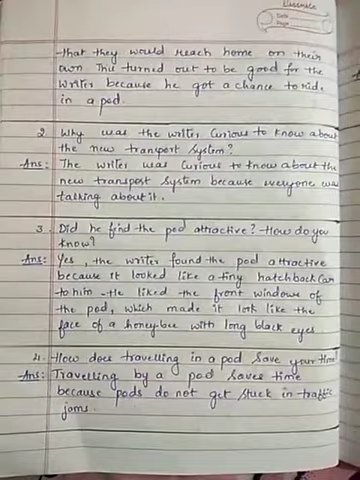 Classmate
Date
Page
that they would reach home on their
own. This turned out to be good for the
writer because he got a chance to ride
in a pod.
2. Why was the writer curious to know about
the new transport system?
Ans: The writer was curious to know about the
new transport system because everyone was
talking about it.
3. Did he find the pod attractive? How do you
know?
Ans: Yes, the writer found the pod attractive
because it looked like a tiny hatchback Car
to him. He liked the front windows of
the pod, which made it look like the
face of a honeybee with long black eyes
4. How does travelling in a pod save your time?
Ans: Travelling by a pod saves time
because pods do not get stuck in traffic
jams.